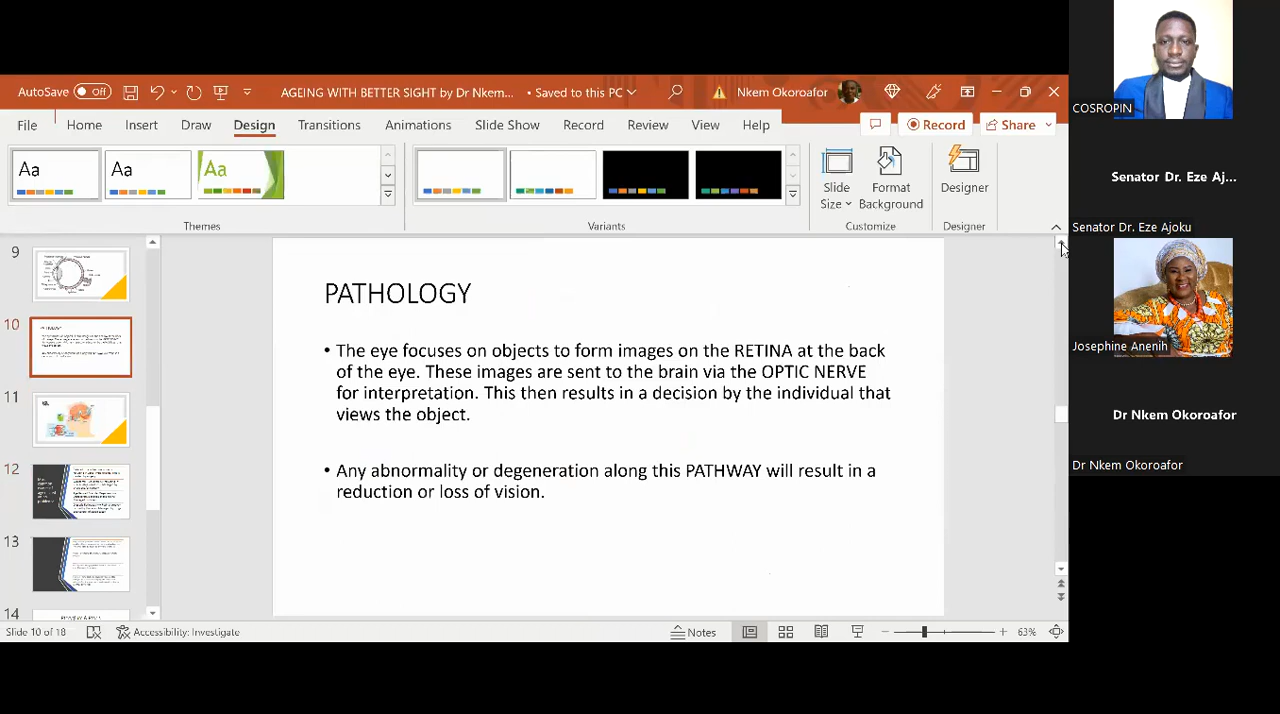 AutoSave Off AGEING WITH BETTER SIGHT by Dr Nkem... • Saved to this PC Nkem Okoroafor
File Home Insert Draw Design Transitions Animations Slide Show Record Review View Help Record Share
Aa Aa Aa
Slide Size
Format Background
Designer
Themes Variants Customize Designer
9
10
11
12
13
14
PATHOLOGY
• The eye focuses on objects to form images on the RETINA at the back
of the eye. These images are sent to the brain via the OPTIC NERVE
for interpretation. This then results in a decision by the individual that
views the object.
• Any abnormality or degeneration along this PATHWAY will result in a
reduction or loss of vision.
Slide 10 of 18 Accessibility: Investigate Notes 63%
COSROPIN
Senator Dr. Eze Aj...
Senator Dr. Eze Ajoku
Josephine Anenih
Dr Nkem Okoroafor
Dr Nkem Okoroafor